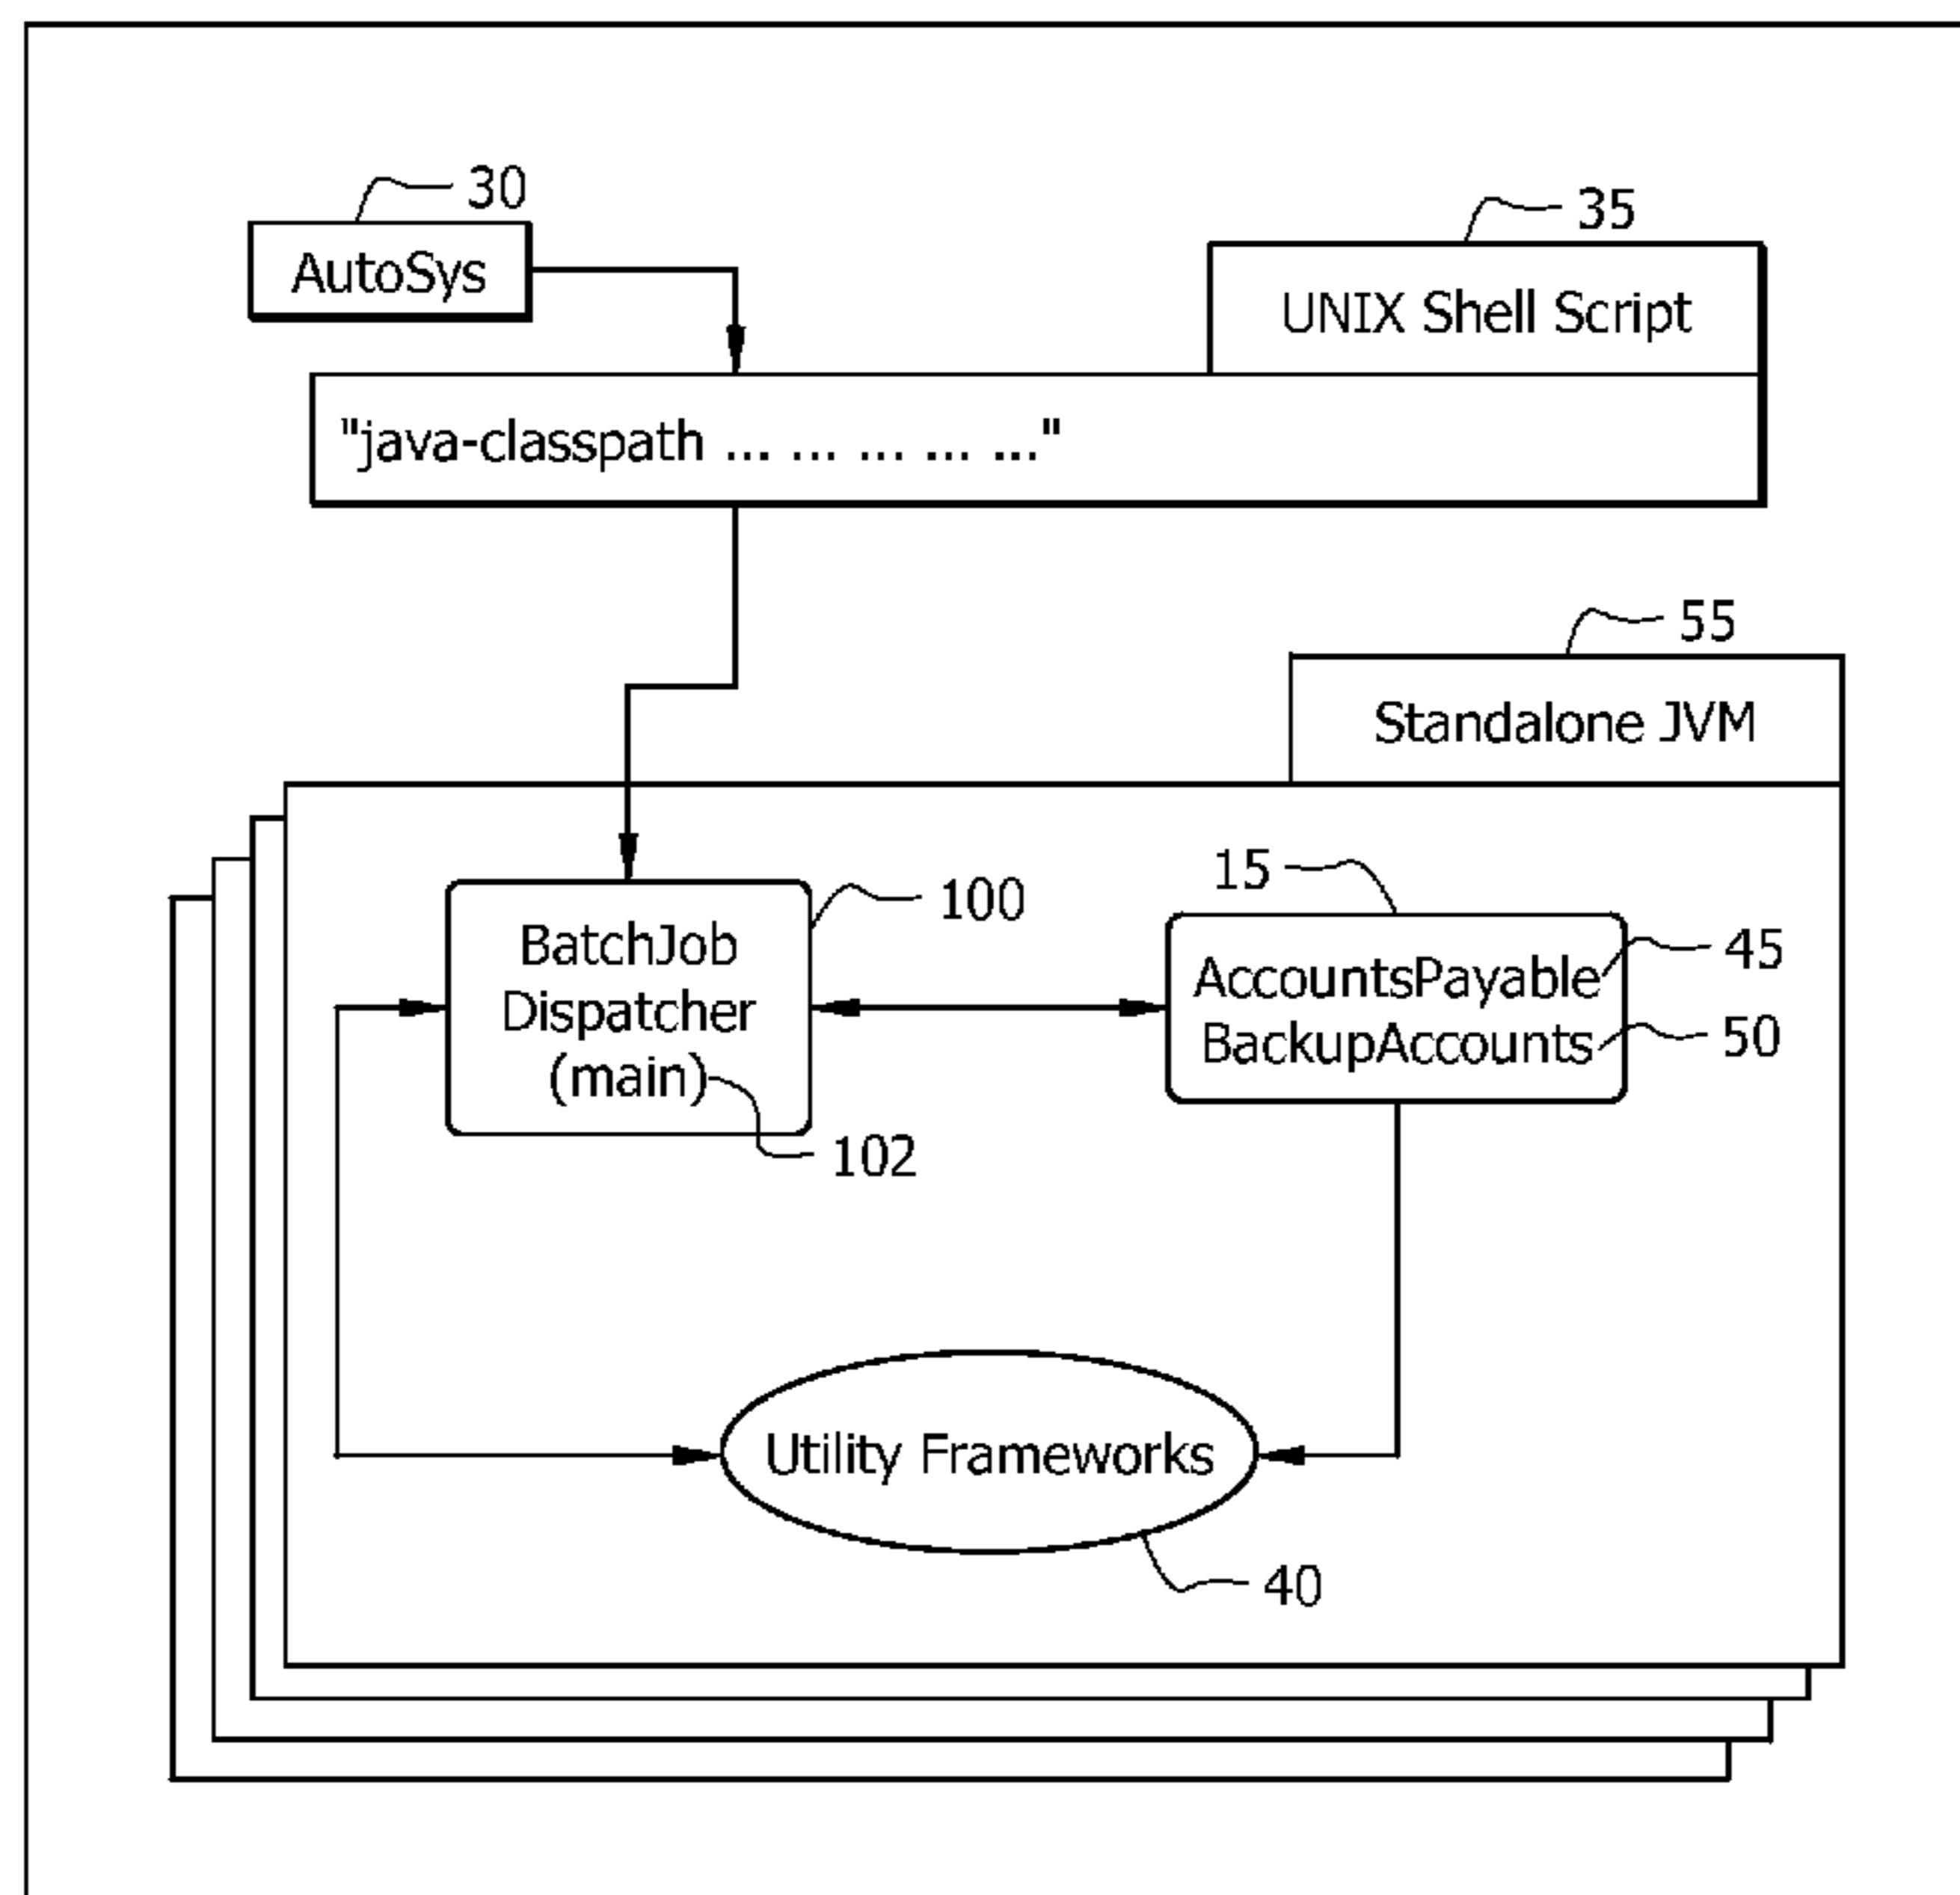 30
35
AutoSys
UNIX Shell Script
"java-classpath ... ... ... ... ..."
55
Standalone JVM
15
100
BatchJob
Dispatcher
(main)
102
AccountsPayable
45
BackupAccounts
50
Utility Frameworks
40